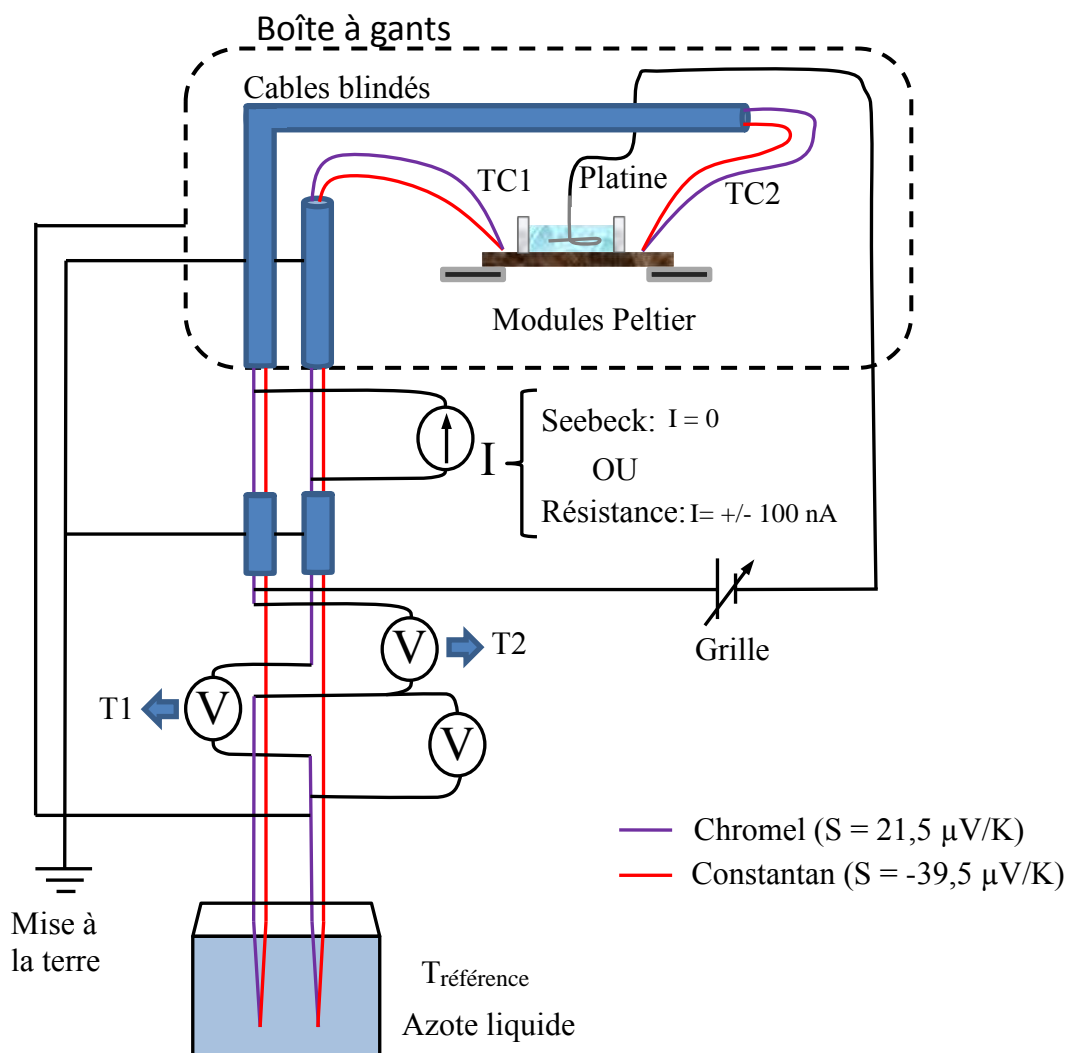 Boîte à gants
Cables blindés
TC1
Platine
TC2
Modules Peltier
I
Seebeck: I = 0
OU
Résistance: I= +/- 100 nA
V
T2
Grille
T1
V
V
Chromel (S = 21,5 µV/K)
Constantan (S = -39,5 µV/K)
Mise à
la terre
Tréférence
Azote liquide